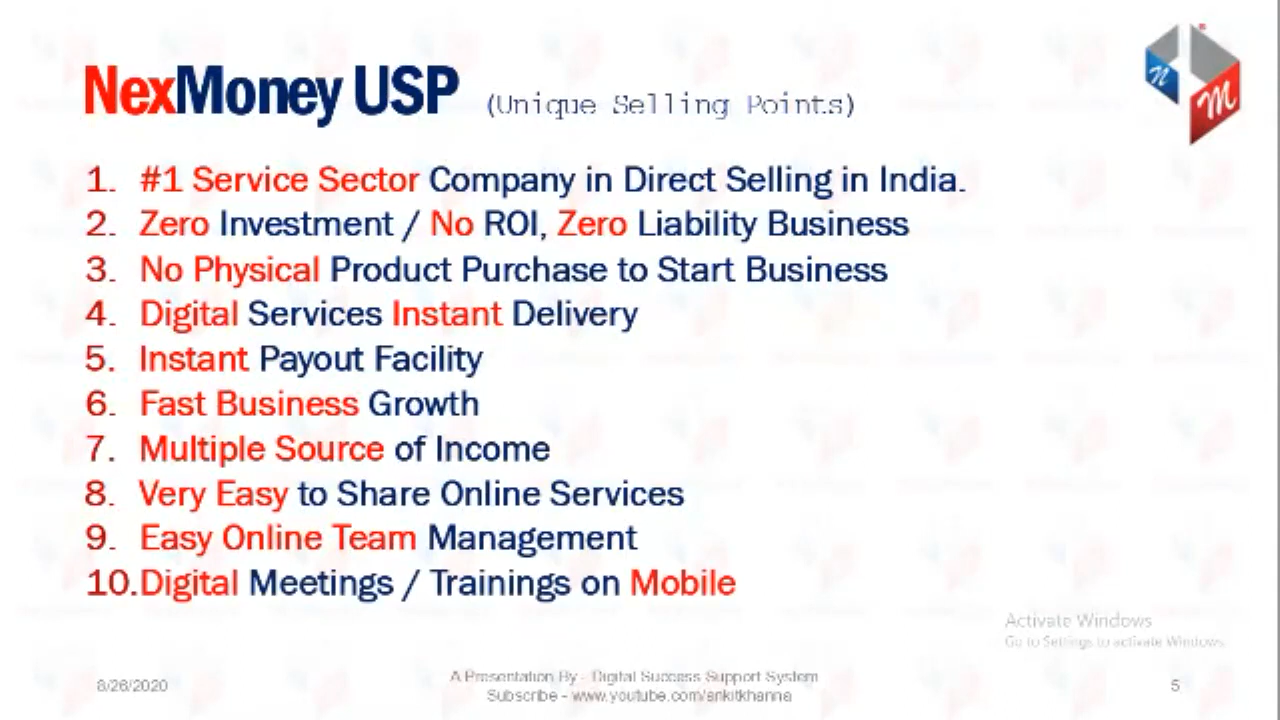 NexMoney USP (Unique Selling Points)
n
m
1. #1 Service Sector Company in Direct Selling in India.
2. Zero Investment / No ROI, Zero Liability Business
3. No Physical Product Purchase to Start Business
4. Digital Services Instant Delivery
5. Instant Payout Facility
6. Fast Business Growth
7. Multiple Source of Income
8. Very Easy to Share Online Services
9. Easy Online Team Management
10.Digital Meetings / Trainings on Mobile
Activate Windows
Go to Settings to activate Windows.
8/26/2020
A Presentation By - Digital Success Support System
Subscribe - www.youtube.com/ankitkhanna
5